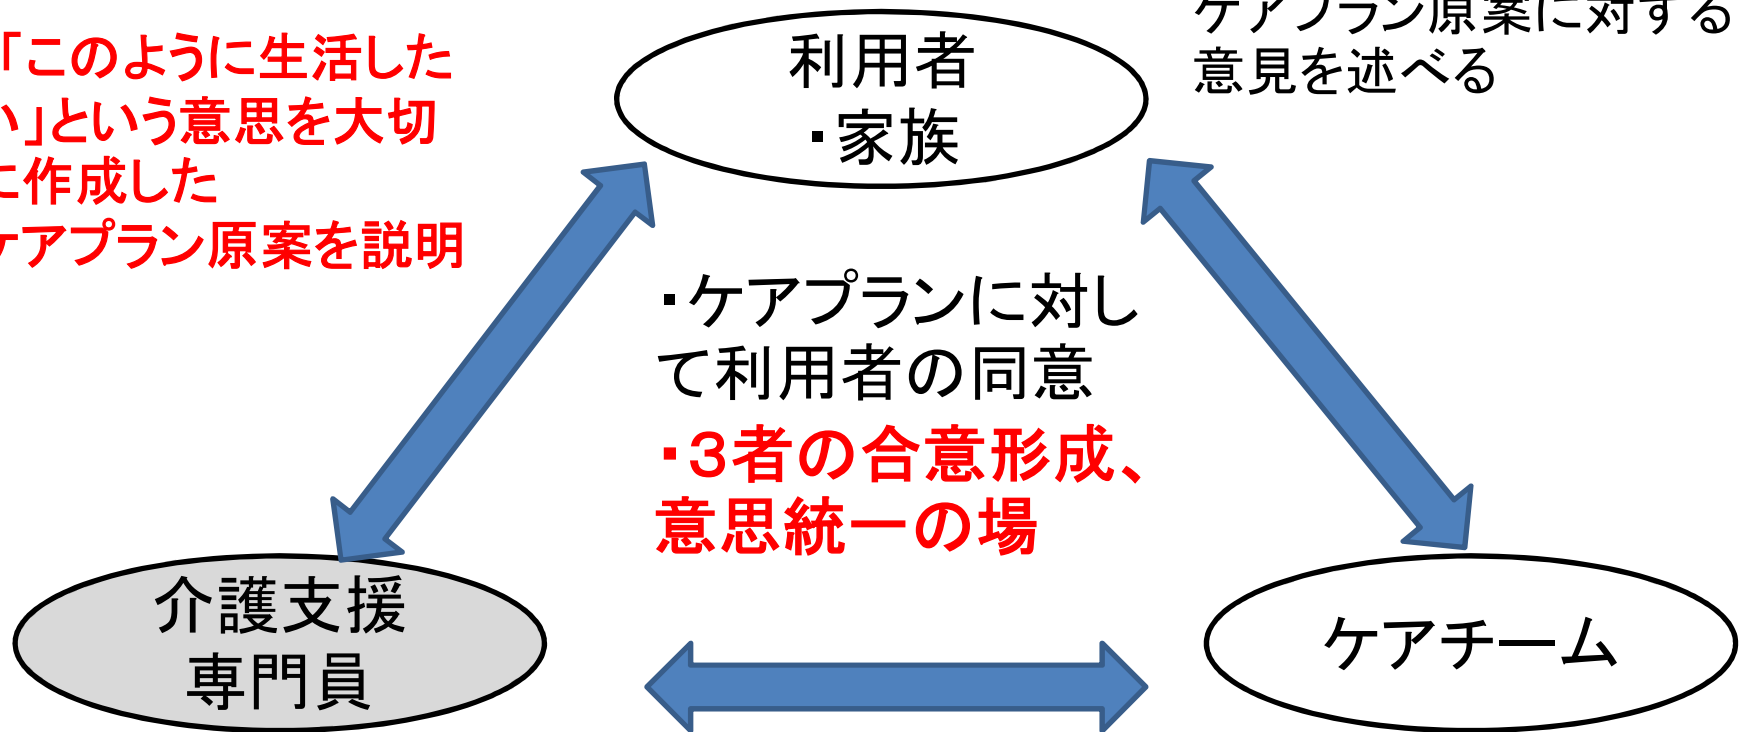 「このように生活した
い」という意思を大切
に作成した
ケアプラン原案を説明
利用者
・家族
ケアプラン原案に対する
意見を述べる
・ケアプランに対し
て利用者の同意
・３者の合意形成、
意思統一の場
介護支援
専門員
ケアチーム